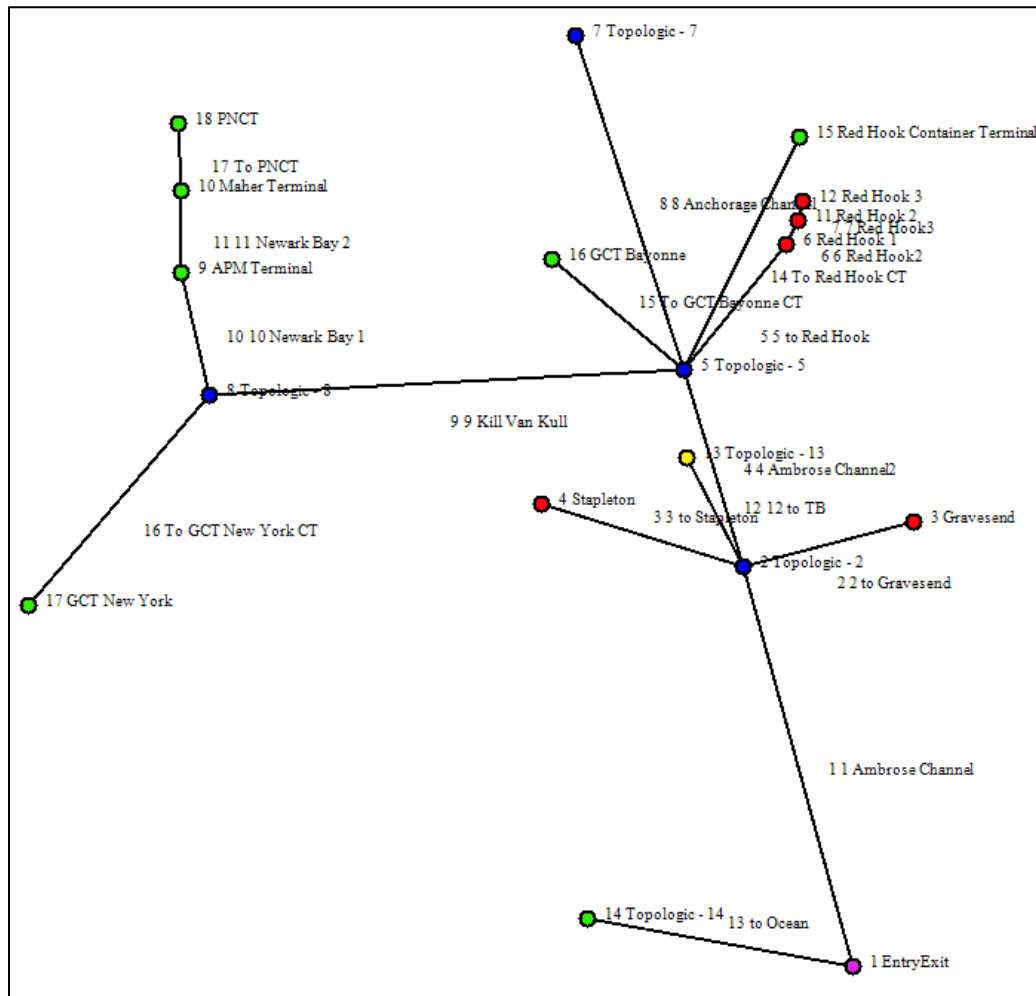 7 Topologic - 7
18 PNCT
15 Red Hook Container Terminal
17 To PNCT
10 Maher Terminal
12 Red Hook 3
8 8 Anchorage Channel
11 Red Hook 2
7 7 Red Hook3
11 11 Newark Bay 2
6 Red Hook 1
16 GCT Bayonne
6 6 Red Hook2
9 APM Terminal
14 To Red Hook CT
15 To GCT Bayonne CT
10 10 Newark Bay 1
5 5 to Red Hook
5 Topologic - 5
8 Topologic - 8
9 9 Kill Van Kull
13 Topologic - 13
4 4 Ambrose Channel2
4 Stapleton
12 12 to TB
3 3 to Stapleton
3 Gravesend
16 To GCT New York CT
2 Topologic - 2
2 2 to Gravesend
17 GCT New York
1 1 Ambrose Channel
14 Topologic - 14
13 to Ocean
1 EntryExit